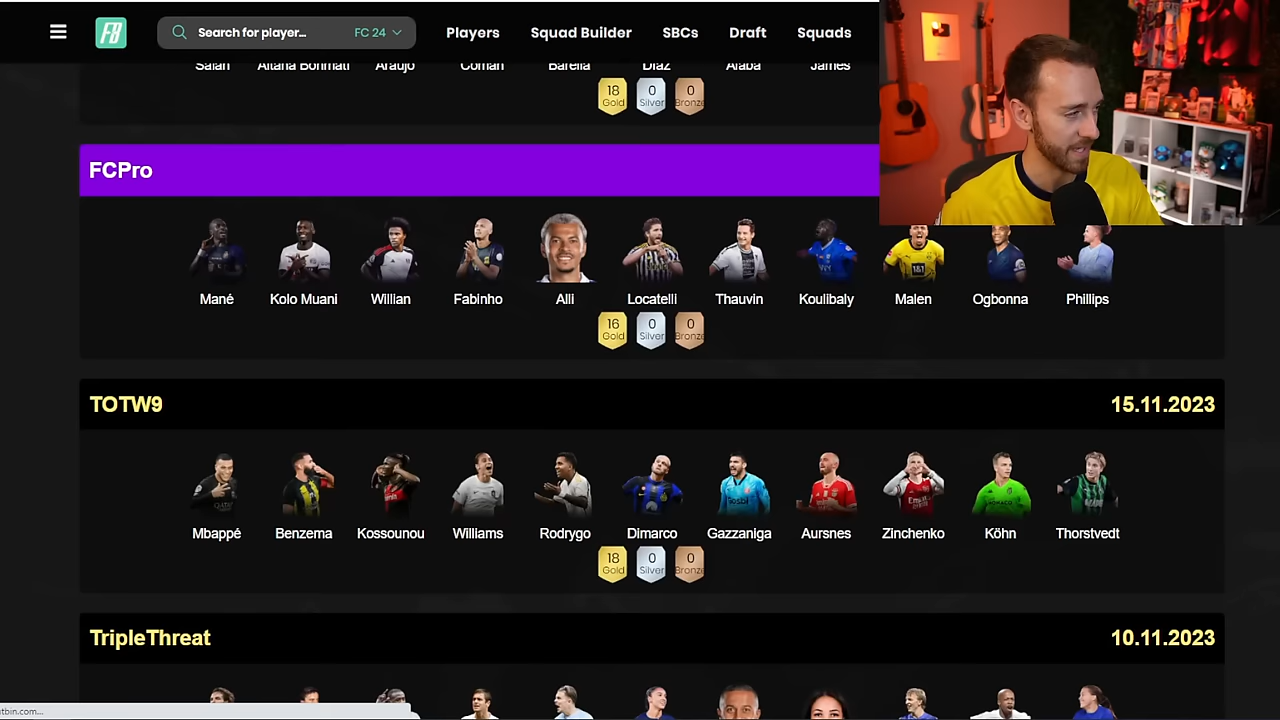 FB
Search for player...
FC 24
Players
Squad Builder
SBCs
Draft
Squads
Salah
Aitana Bonmatí
Araujo
Coman
Barella
Díaz
Alaba
James
18
Gold
0
Silver
0
Bronze
FCPro
Mané
Kolo Muani
Willian
Fabinho
Alli
Locatelli
Thauvin
Koulibaly
Malen
Ogbonna
Phillips
16
Gold
0
Silver
0
Bronze
TOTW9
15.11.2023
Mbappé
Benzema
Kossounou
Williams
Rodrygo
Dimarco
Gazzaniga
Aursnes
Zinchenko
Köhn
Thorstvedt
18
Gold
0
Silver
0
Bronze
TripleThreat
10.11.2023
tbin.com...